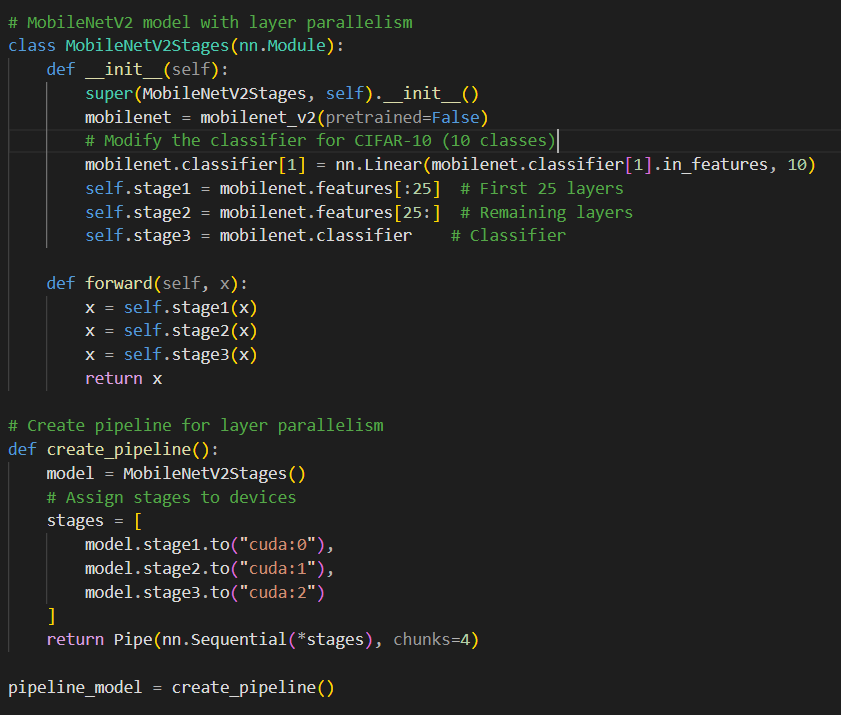 # MobileNetV2 model with layer parallelism
class MobileNetV2Stages(nn.Module):
    def __init__(self):
        super(MobileNetV2Stages, self).__init__()
        mobilenet = mobilenet_v2(pretrained=False)
        # Modify the classifier for CIFAR-10 (10 classes)
        mobilenet.classifier[1] = nn.Linear(mobilenet.classifier[1].in_features, 10)
        self.stage1 = mobilenet.features[:25]  # First 25 layers
        self.stage2 = mobilenet.features[25:]  # Remaining layers
        self.stage3 = mobilenet.classifier    # Classifier

    def forward(self, x):
        x = self.stage1(x)
        x = self.stage2(x)
        x = self.stage3(x)
        return x

# Create pipeline for layer parallelism
def create_pipeline():
    model = MobileNetV2Stages()
    # Assign stages to devices
    stages = [
        model.stage1.to("cuda:0"),
        model.stage2.to("cuda:1"),
        model.stage3.to("cuda:2")
    ]
    return Pipe(nn.Sequential(*stages), chunks=4)

pipeline_model = create_pipeline()